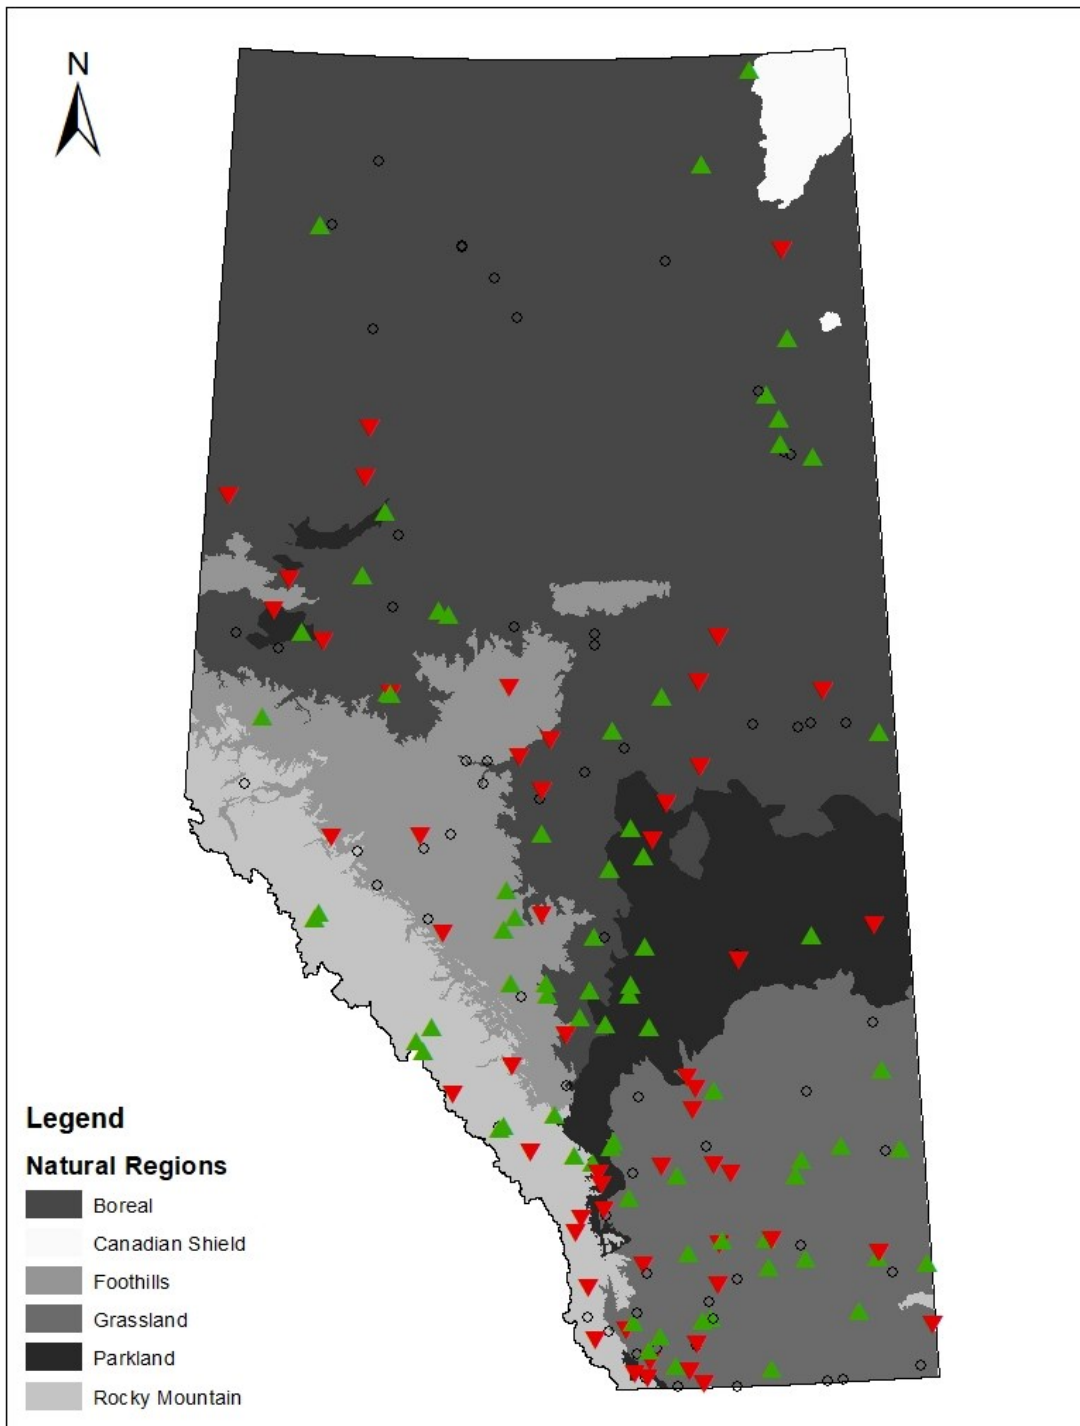 N
Legend
Natural Regions
Boreal
Canadian Shield
Foothills
Grassland
Parkland
Rocky Mountain